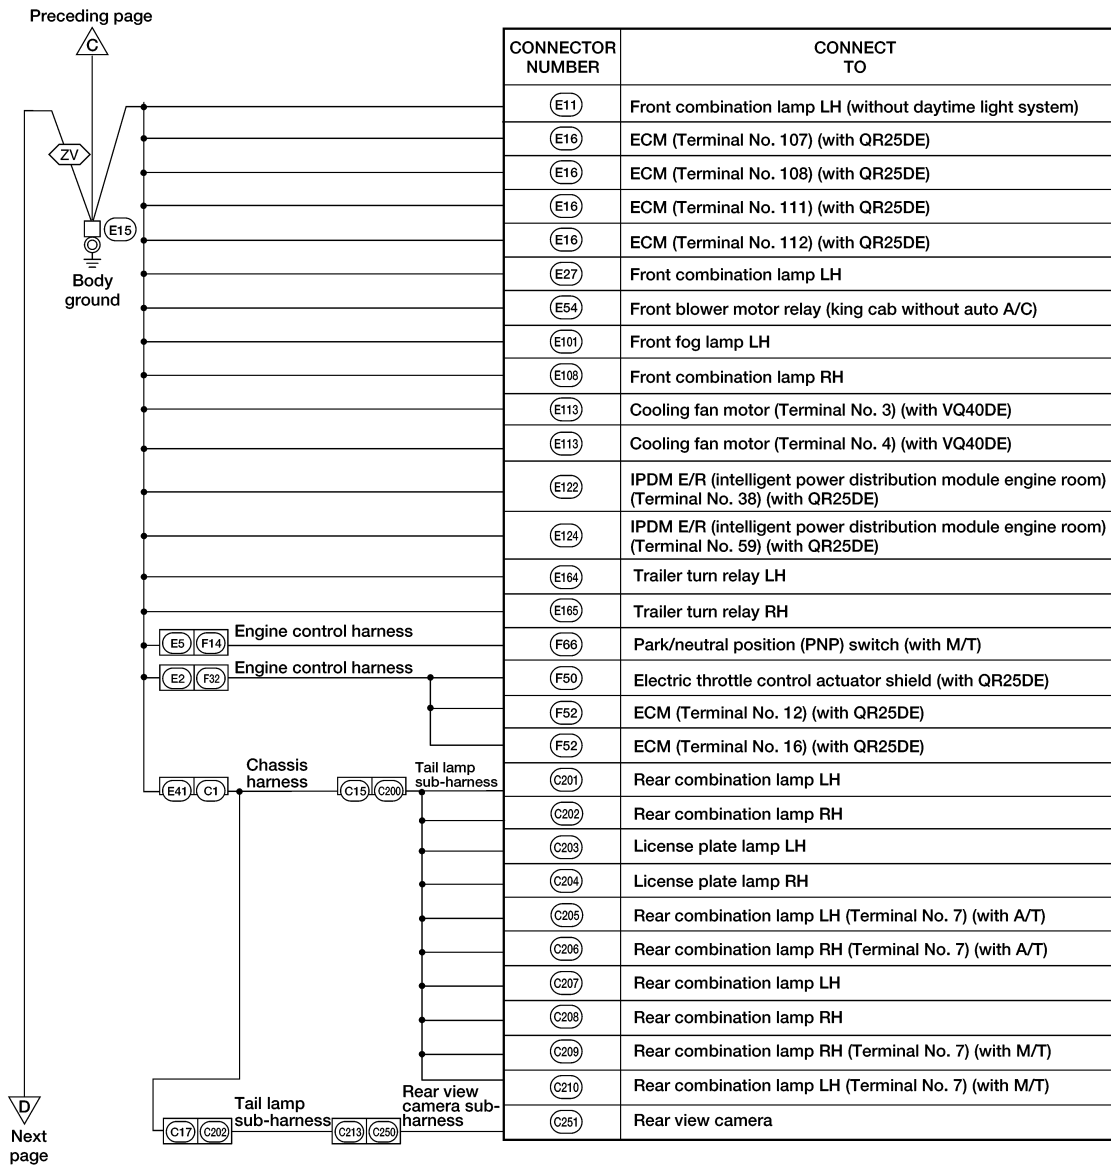 Preceding page
C
CONNECTOR NUMBER
CONNECT TO
E11 Front combination lamp LH (without daytime light system)
E16 ECM (Terminal No. 107) (with QR25DE)
ZV
E16 ECM (Terminal No. 108) (with QR25DE)
E16 ECM (Terminal No. 111) (with QR25DE)
E15
E16 ECM (Terminal No. 112) (with QR25DE)
Body
ground
E27 Front combination lamp LH
E54 Front blower motor relay (king cab without auto A/C)
E101 Front fog lamp LH
E108 Front combination lamp RH
E113 Cooling fan motor (Terminal No. 3) (with VQ40DE)
E113 Cooling fan motor (Terminal No. 4) (with VQ40DE)
E122 IPDM E/R (intelligent power distribution module engine room)
(Terminal No. 38) (with QR25DE)
E124 IPDM E/R (intelligent power distribution module engine room)
(Terminal No. 59) (with QR25DE)
E164 Trailer turn relay LH
E165 Trailer turn relay RH
E5 F14 Engine control harness
F66 Park/neutral position (PNP) switch (with M/T)
E2 F32 Engine control harness
F50 Electric throttle control actuator shield (with QR25DE)
F52 ECM (Terminal No. 12) (with QR25DE)
F52 ECM (Terminal No. 16) (with QR25DE)
E41 C1
Chassis
harness
C15 C200
Tail lamp
sub-harness
C201 Rear combination lamp LH
C202 Rear combination lamp RH
C203 License plate lamp LH
C204 License plate lamp RH
C205 Rear combination lamp LH (Terminal No. 7) (with A/T)
C206 Rear combination lamp RH (Terminal No. 7) (with A/T)
C207 Rear combination lamp LH
C208 Rear combination lamp RH
C209 Rear combination lamp RH (Terminal No. 7) (with M/T)
C210 Rear combination lamp LH (Terminal No. 7) (with M/T)
D
Next
page
C17 C202
Tail lamp
sub-harness
C213 C250
Rear view
camera sub-
harness
C251 Rear view camera